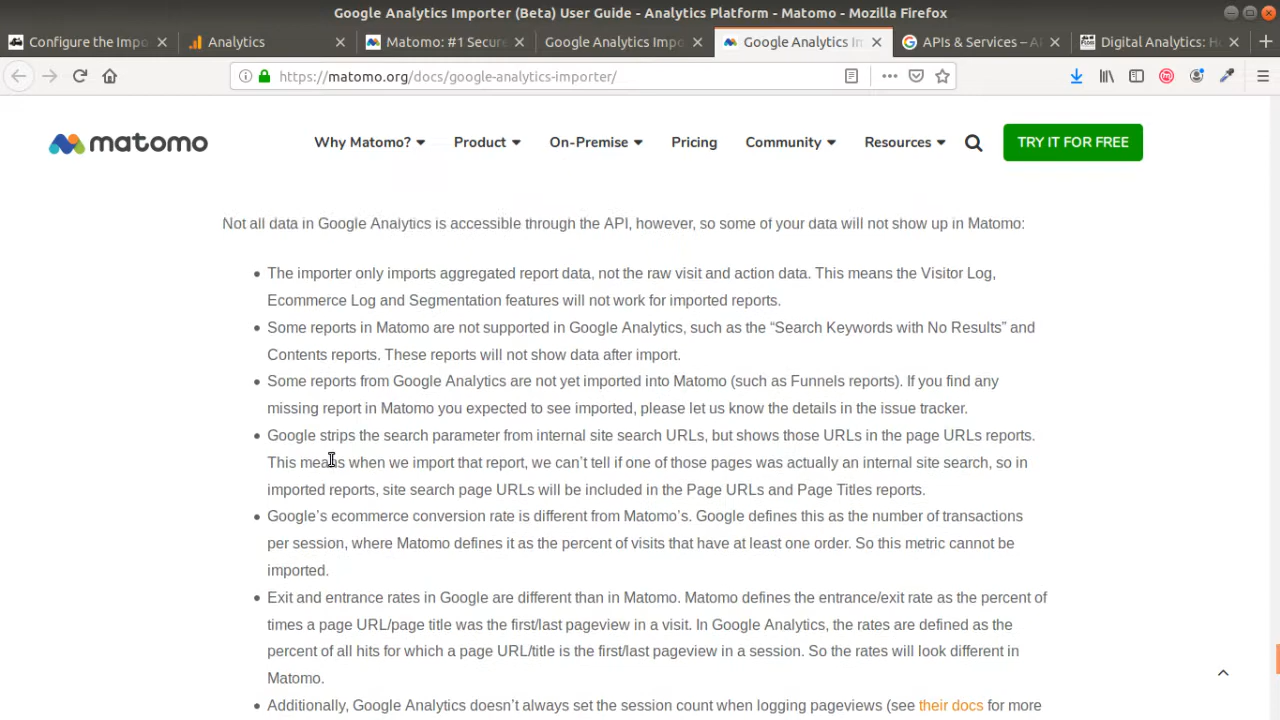 Google Analytics Importer (Beta) User Guide - Analytics Platform - Matomo - Mozilla Firefox
Configure the Impo
Analytics
Matomo: #1 Secure
Google Analytics Impo
Google Analytics In
APIs & Services – A
Digital Analytics: H
https://matomo.org/docs/google-analytics-importer/
matomo
Why Matomo?
Product
On-Premise
Pricing
Community
Resources
TRY IT FOR FREE
Not all data in Google Analytics is accessible through the API, however, so some of your data will not show up in Matomo:
The importer only imports aggregated report data, not the raw visit and action data. This means the Visitor Log,
Ecommerce Log and Segmentation features will not work for imported reports.
Some reports in Matomo are not supported in Google Analytics, such as the “Search Keywords with No Results” and
Contents reports. These reports will not show data after import.
Some reports from Google Analytics are not yet imported into Matomo (such as Funnels reports). If you find any
missing report in Matomo you expected to see imported, please let us know the details in the issue tracker.
Google strips the search parameter from internal site search URLs, but shows those URLs in the page URLs reports.
This means when we import that report, we can’t tell if one of those pages was actually an internal site search, so in
imported reports, site search page URLs will be included in the Page URLs and Page Titles reports.
Google’s ecommerce conversion rate is different from Matomo’s. Google defines this as the number of transactions
per session, where Matomo defines it as the percent of visits that have at least one order. So this metric cannot be
imported.
Exit and entrance rates in Google are different than in Matomo. Matomo defines the entrance/exit rate as the percent of
times a page URL/page title was the first/last pageview in a visit. In Google Analytics, the rates are defined as the
percent of all hits for which a page URL/title is the first/last pageview in a session. So the rates will look different in
Matomo.
Additionally, Google Analytics doesn’t always set the session count when logging pageviews (see their docs for more